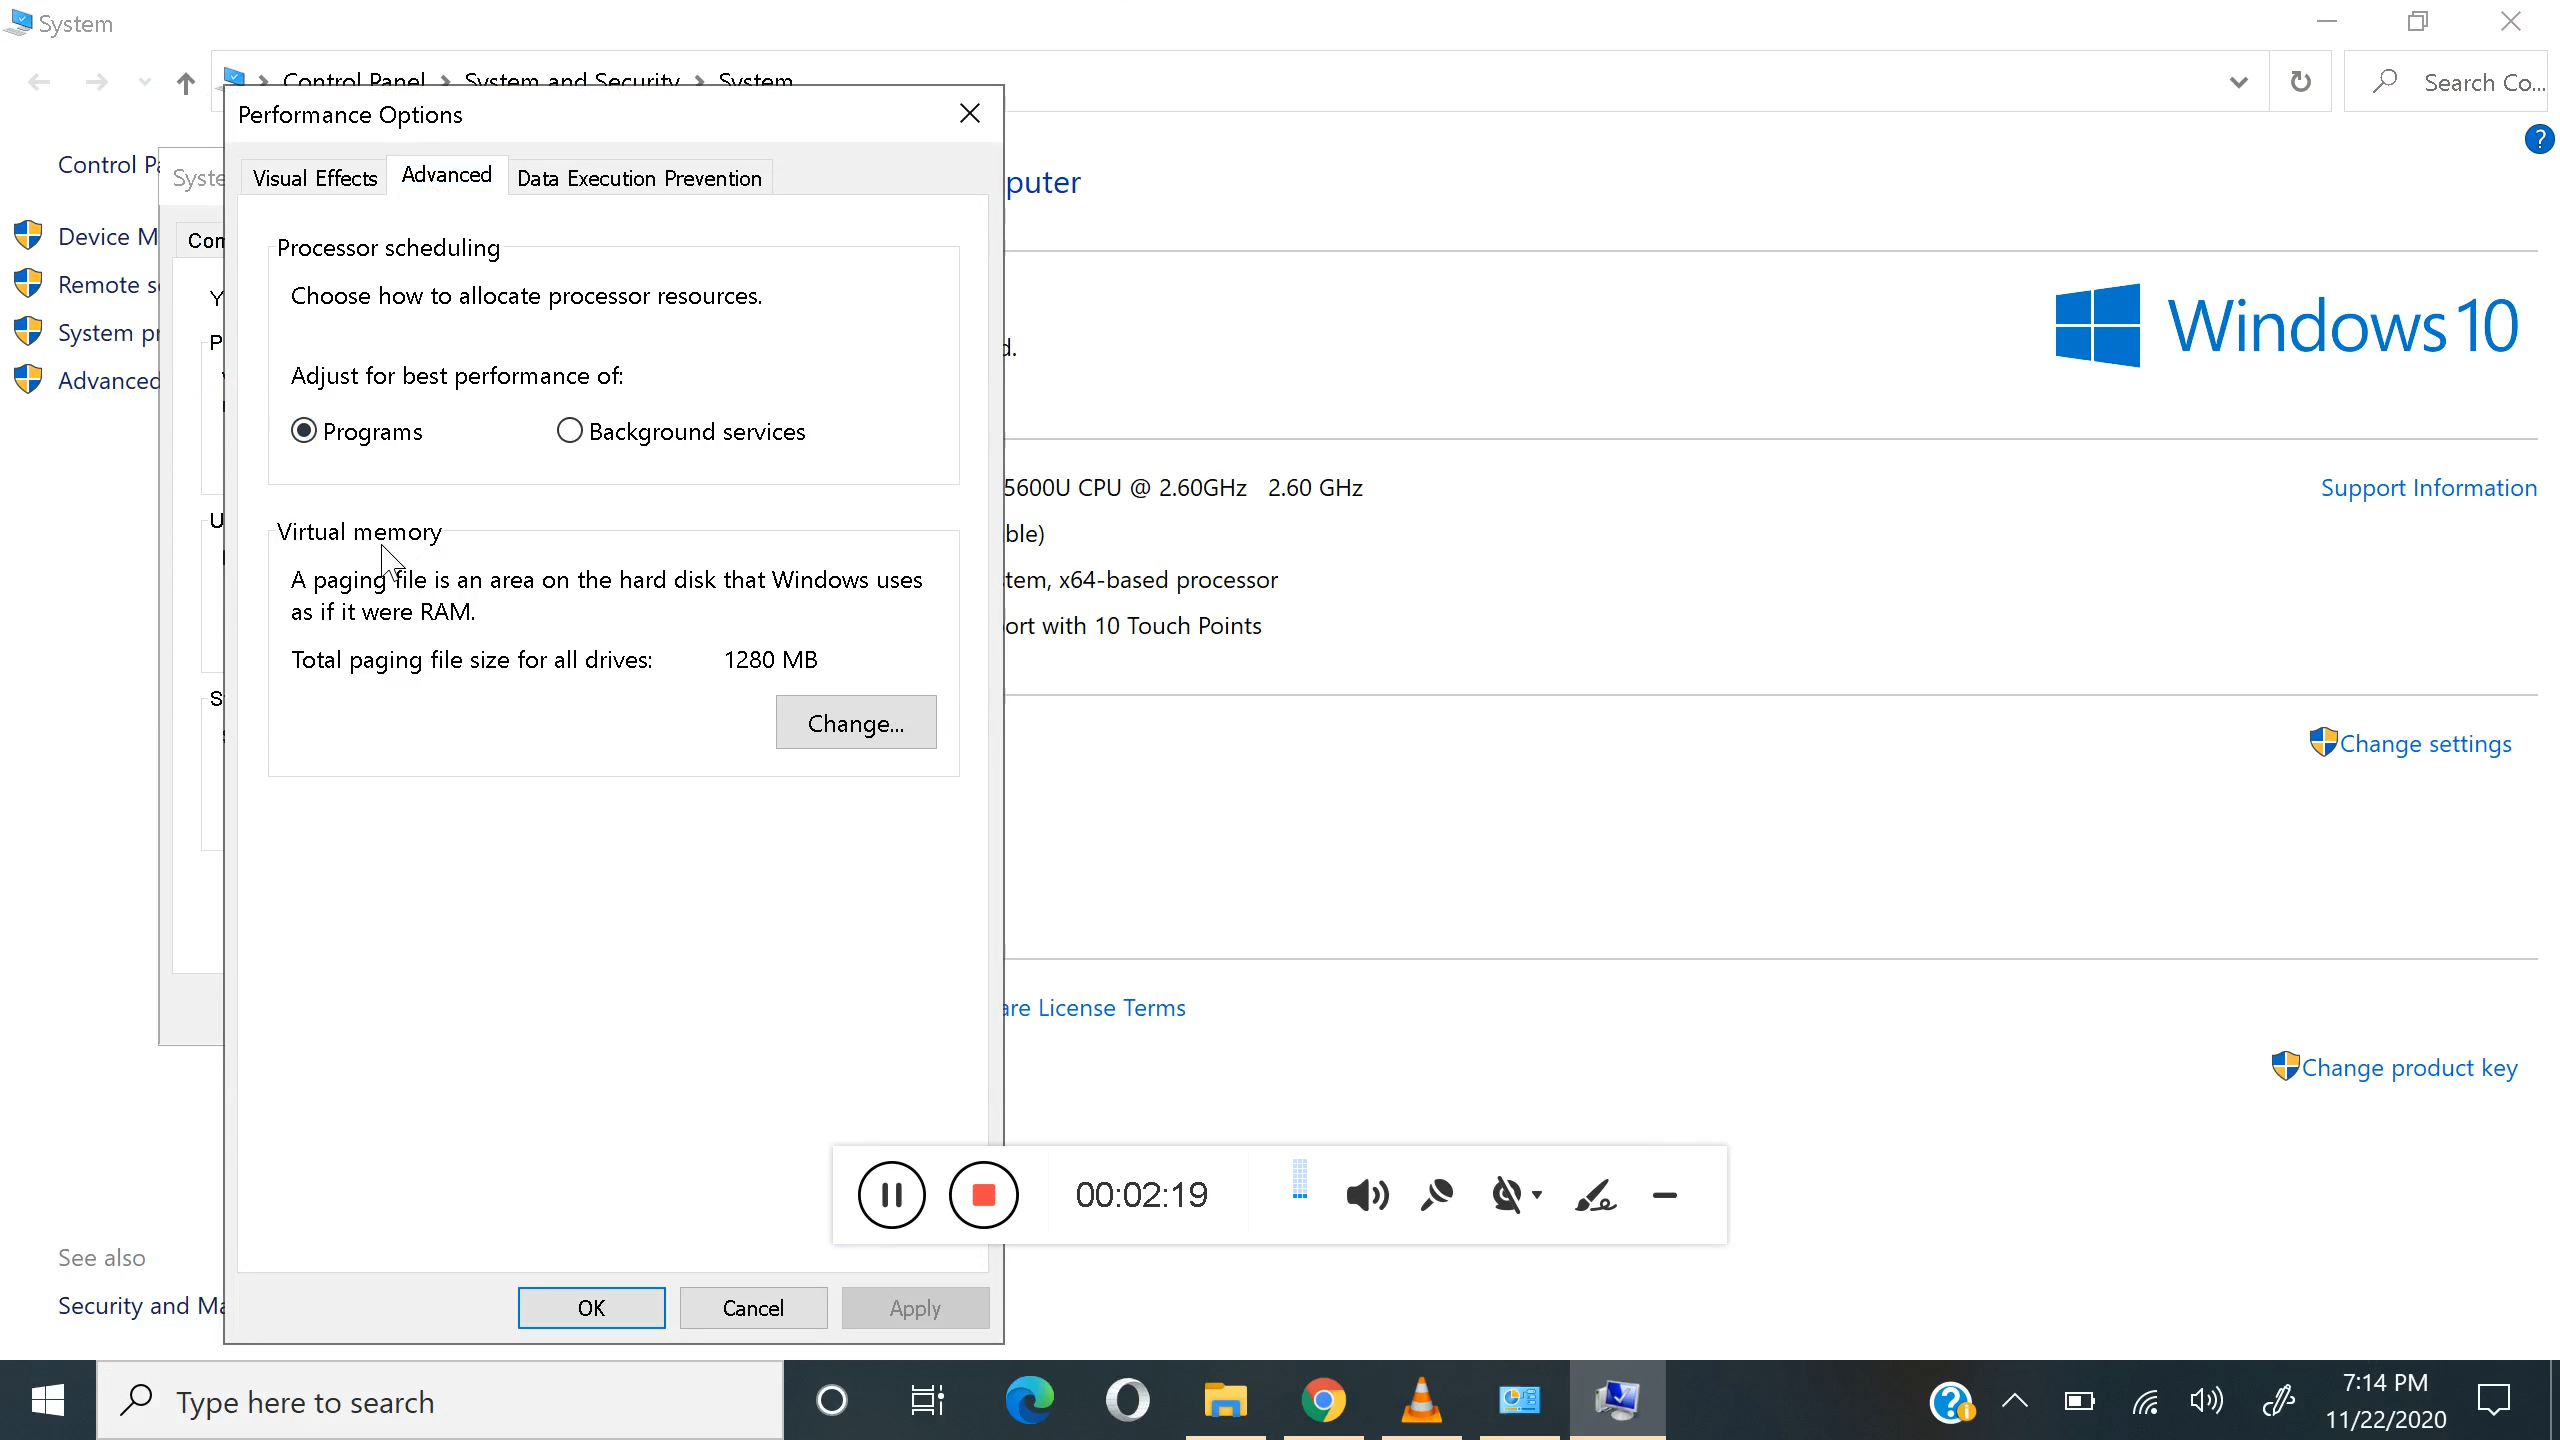 System
Control Panel > System and Security > System
Search Co...
Performance Options
Visual Effects
Advanced
Data Execution Prevention
Processor scheduling
Choose how to allocate processor resources.
Adjust for best performance of:
Programs
Background services
Virtual memory
A paging file is an area on the hard disk that Windows uses
as if it were RAM.
Total paging file size for all drives: 1280 MB
Change...
OK
Cancel
Apply
Control Pa
Device M
Remote s
System pr
Advanced
Syste
Con
See also
Security and Ma
puter
d.
Windows 10
5600U CPU @ 2.60GHz 2.60 GHz
Support Information
ble)
tem, x64-based processor
ort with 10 Touch Points
Change settings
are License Terms
Change product key
00:02:19
Type here to search
7:14 PM
11/22/2020